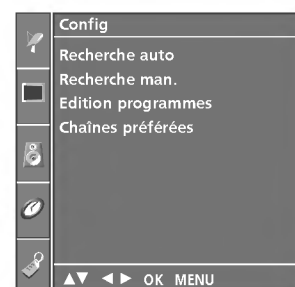 Config
Recherche auto
Recherche man.
Edition programmes
Chaînes préférées
▲▼ ◄► OK MENU